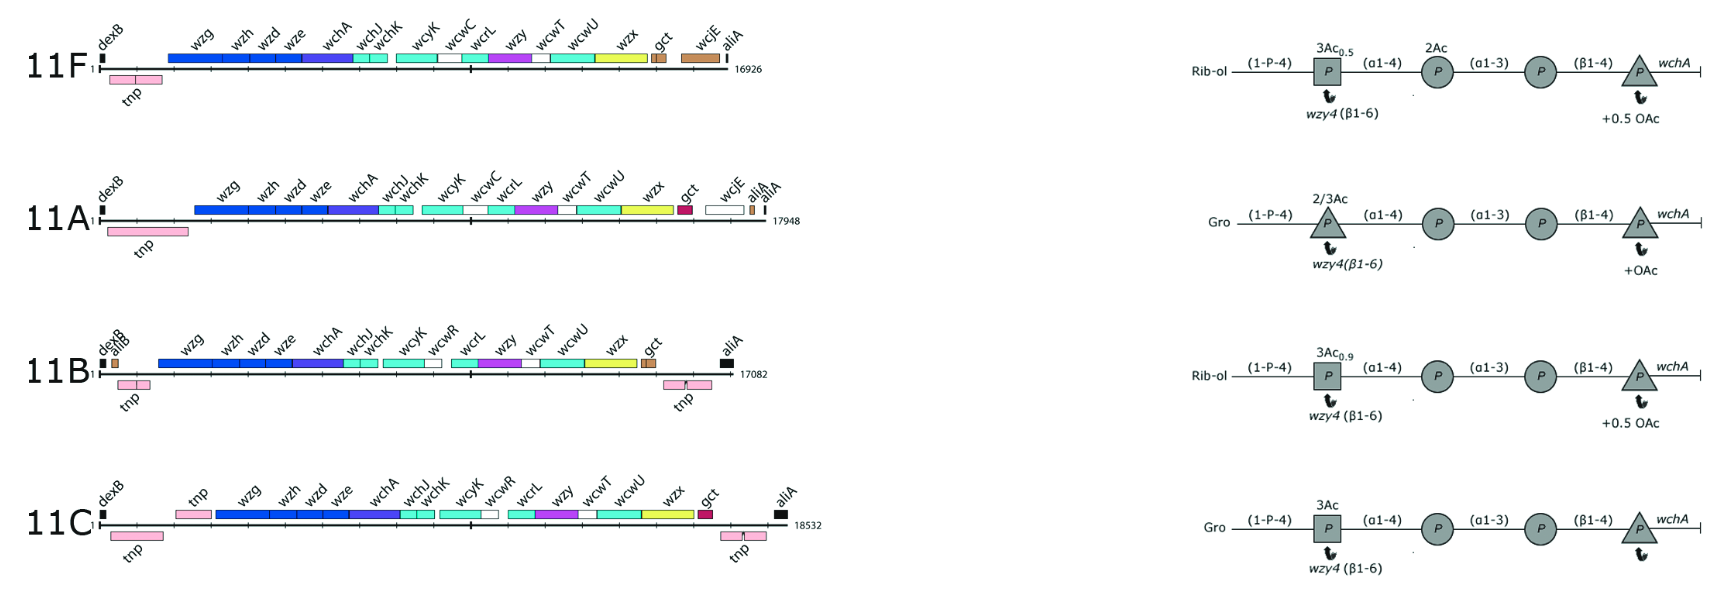 dexB wzg wzh wzd wze wchA wchJ wchK wcyK wcwC wcrL wzy wcwT wcwU wzx gct wcjE aliA
11F 1 16926
tnp
3Ac0.5 2Ac
Rib-ol (1-P-4) P (α1-4) P (α1-3) P (β1-4) P wchA
wzy4 (β1-6) +0.5 OAc
dexB wzg wzh wzd wze wchA wchJ wchK wcyK wcwC wcrL wzy wcwT wcwU wzx gct wcjE aliA aliA
11A 1 17948
tnp
2/3Ac
Gro (1-P-4) P (α1-4) P (α1-3) P (β1-4) P wchA
wzy4(β1-6) +OAc
dexB aliB wzg wzh wzd wze wchA wchJ wchK wcyK wcwR wcrL wzy wcwT wcwU wzx gct aliA
11B 1 17082
tnp tnp
3Ac0.9
Rib-ol (1-P-4) P (α1-4) P (α1-3) P (β1-4) P wchA
wzy4 (β1-6) +0.5 OAc
dexB tnp wzg wzh wzd wze wchA wchJ wchK wcyK wcwR wcrL wzy wcwT wcwU wzx gct aliA
11C 1 18532
tnp tnp
3Ac
Gro (1-P-4) P (α1-4) P (α1-3) P (β1-4) P wchA
wzy4 (β1-6)